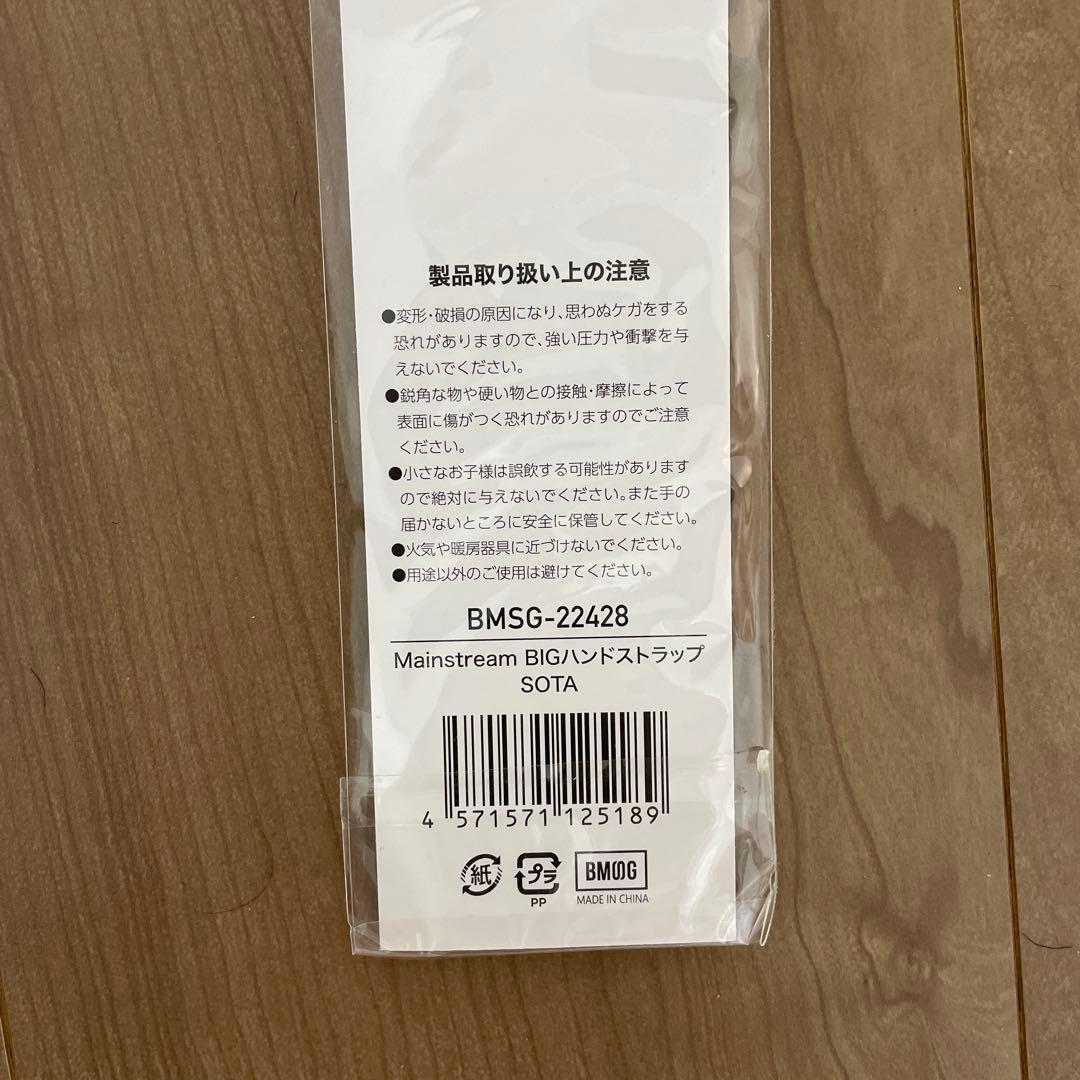 製品取り扱い上の注意
●変形・破損の原因になり、思わぬケガをする
恐れがありますので、強い圧力や衝撃を与
えないでください。
●鋭角な物や硬い物との接触・摩擦によって
表面に傷がつく恐れがありますのでご注意
ください。
●小さなお子様は誤飲する可能性があります
ので絶対に与えないでください。また手の
届かないところに安全に保管してください。
●火気や暖房器具に近づけないでください。
●用途以外のご使用は避けてください。
BMSG-22428
Mainstream BIGハンドストラップ
SOTA
4 571571 125189
紙 プラ BMSG
PP MADE IN CHINA